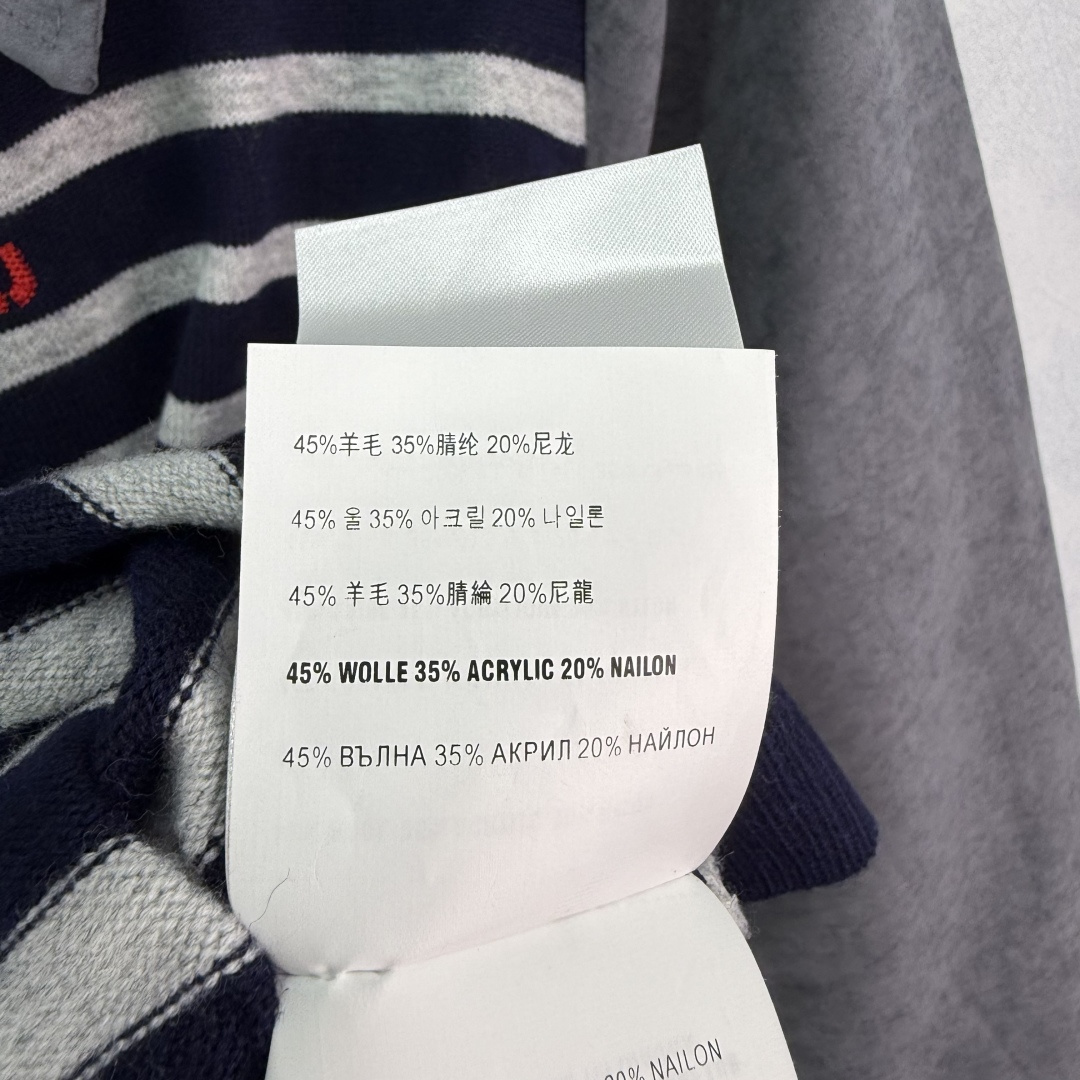 45%羊毛 35%腈纶 20%尼龙
45% 울 35% 아크릴 20% 나일론
45% 羊毛 35%腈綸 20%尼龍
45% WOLLE 35% ACRYLIC 20% NAILON
45% ВЪЛНА 35% АКРИЛ 20% НАЙЛОН
20% NAILON